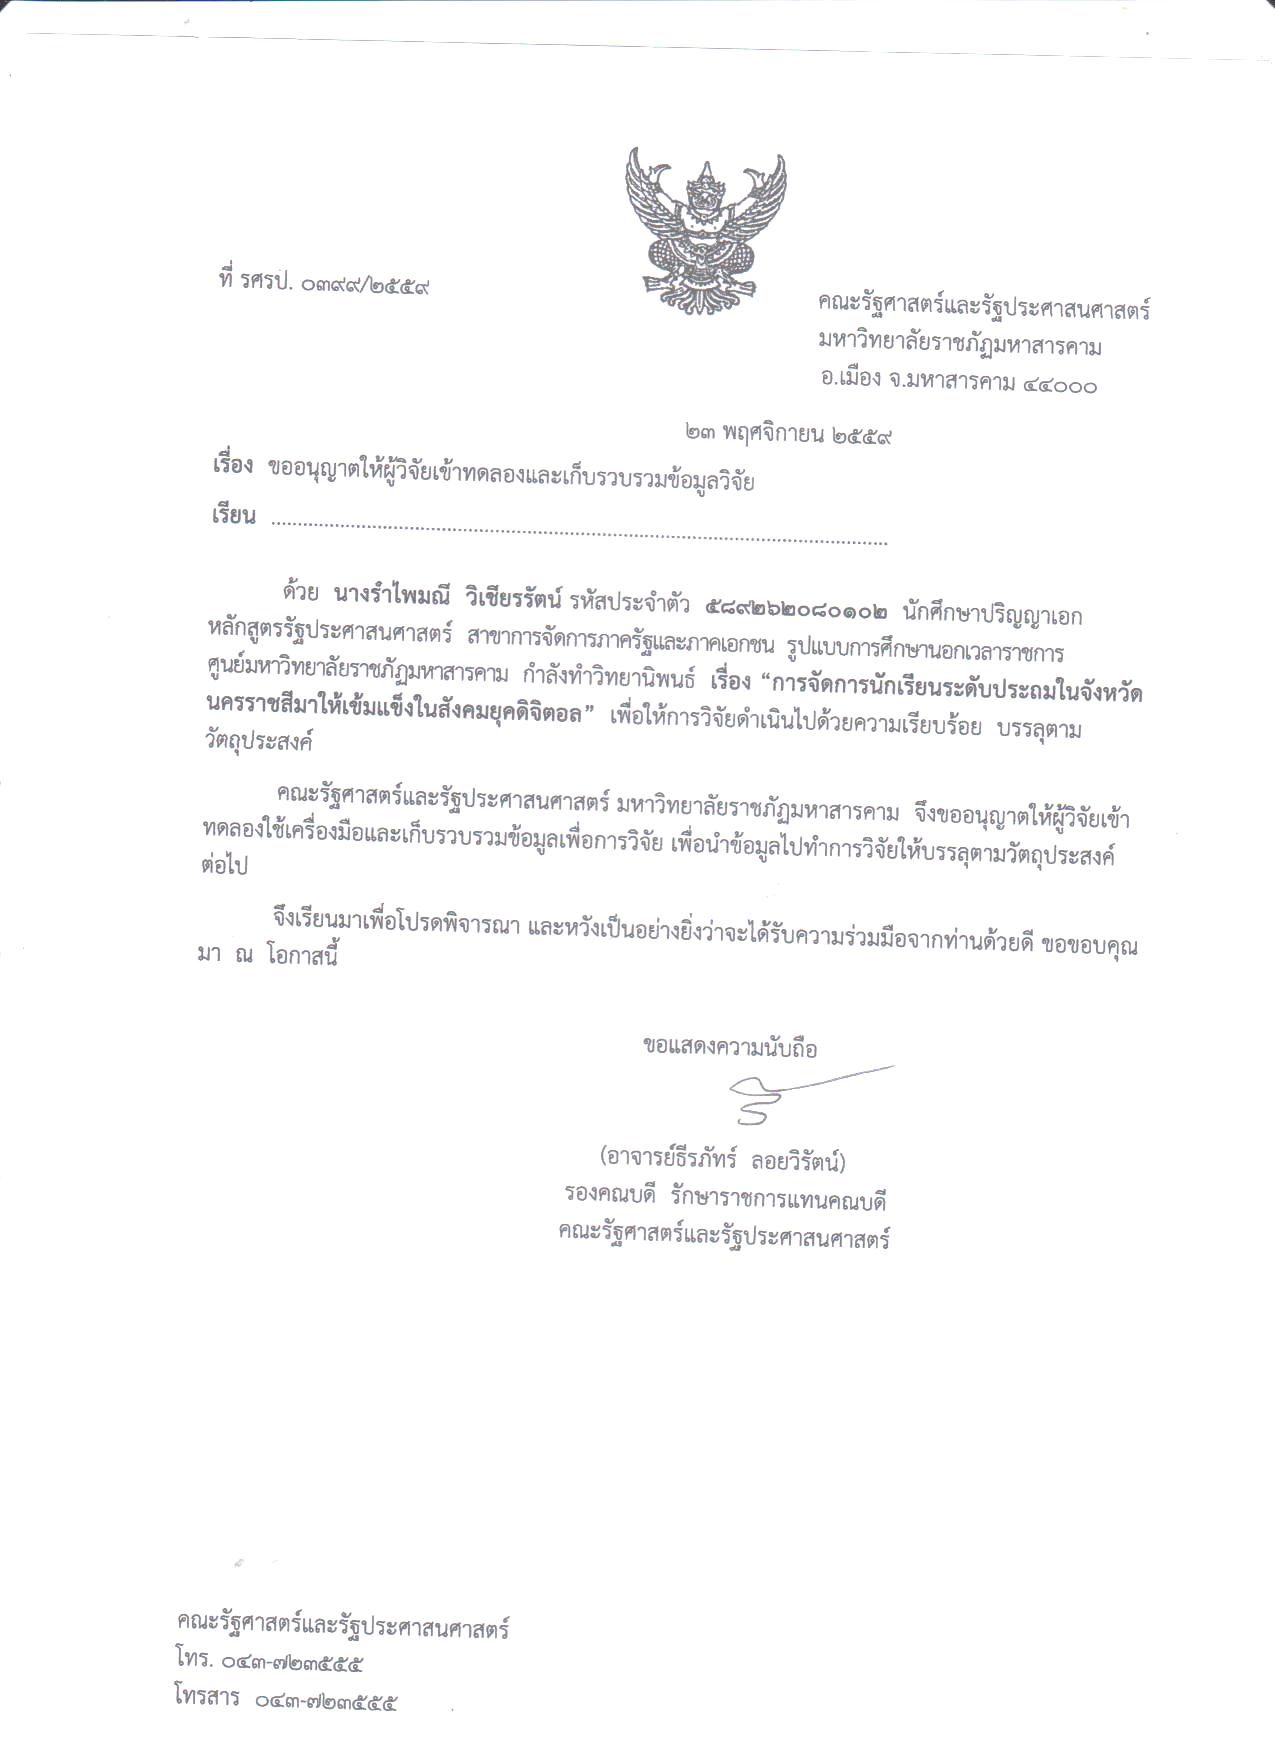 ที่ รศรป. ๐๓๙๙/๒๕๕๙
คณะรัฐศาสตร์และรัฐประศาสนศาสตร์
มหาวิทยาลัยราชภัฏมหาสารคาม
อ.เมือง จ.มหาสารคาม ๔๔๐๐๐
๒๓ พฤศจิกายน ๒๕๕๙
เรื่อง ขออนุญาตให้ผู้วิจัยเข้าทดลองและเก็บรวบรวมข้อมูลวิจัย
เรียน ........................................................................................................................
ด้วย นางรำไพมณี วิเชียรรัตน์ รหัสประจำตัว ๕๘๙๒๖๒๐๘๐๑๐๒ นักศึกษาปริญญาเอก
หลักสูตรรัฐประศาสนศาสตร์ สาขาการจัดการภาครัฐและภาคเอกชน รูปแบบการศึกษานอกเวลาราชการ
ศูนย์มหาวิทยาลัยราชภัฏมหาสารคาม กำลังทำวิทยานิพนธ์ เรื่อง “การจัดการนักเรียนระดับประถมในจังหวัด
นครราชสีมาให้เข้มแข็งในสังคมยุคดิจิตอล” เพื่อให้การวิจัยดำเนินไปด้วยความเรียบร้อย บรรลุตาม
วัตถุประสงค์
คณะรัฐศาสตร์และรัฐประศาสนศาสตร์ มหาวิทยาลัยราชภัฏมหาสารคาม จึงขออนุญาตให้ผู้วิจัยเข้า
ทดลองใช้เครื่องมือและเก็บรวบรวมข้อมูลเพื่อการวิจัย เพื่อนำข้อมูลไปทำการวิจัยให้บรรลุตามวัตถุประสงค์
ต่อไป
จึงเรียนมาเพื่อโปรดพิจารณา และหวังเป็นอย่างยิ่งว่าจะได้รับความร่วมมือจากท่านด้วยดี ขอขอบคุณ
มา ณ โอกาสนี้
ขอแสดงความนับถือ
(อาจารย์ธีรภัทร์ ลอยวิรัตน์)
รองคณบดี รักษาราชการแทนคณบดี
คณะรัฐศาสตร์และรัฐประศาสนศาสตร์
คณะรัฐศาสตร์และรัฐประศาสนศาสตร์
โทร. ๐๔๓-๗๒๓๕๕๕
โทรสาร ๐๔๓-๗๒๓๕๕๕